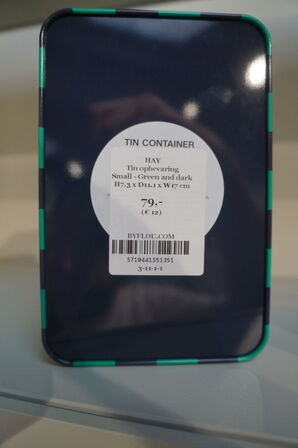 TIN CONTAINER
HAY
Tin opbevaring
Small - Green and dark
H7.3 x D11.1 x W17 cm
79,-
(€ 12)
BYFLOU.COM
5710441351351
3-11-1-1